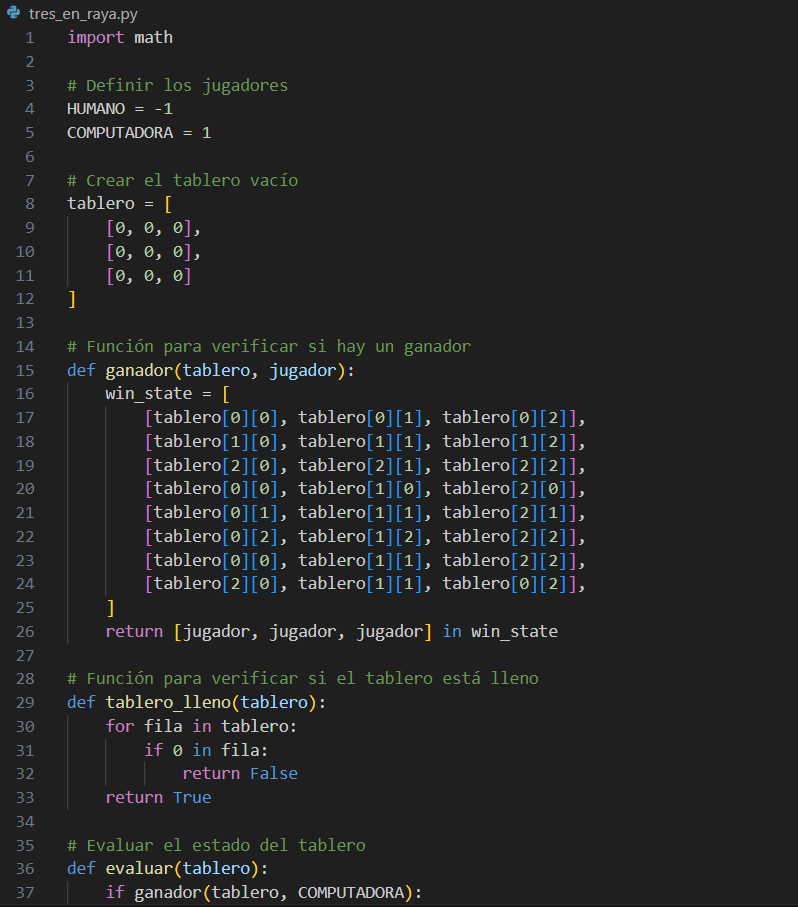 tres_en_raya.py
1 import math
2
3 # Definir los jugadores
4 HUMANO = -1
5 COMPUTADORA = 1
6
7 # Crear el tablero vacío
8 tablero = [
9     [0, 0, 0],
10     [0, 0, 0],
11     [0, 0, 0]
12 ]
13
14 # Función para verificar si hay un ganador
15 def ganador(tablero, jugador):
16     win_state = [
17         [tablero[0][0], tablero[0][1], tablero[0][2]],
18         [tablero[1][0], tablero[1][1], tablero[1][2]],
19         [tablero[2][0], tablero[2][1], tablero[2][2]],
20         [tablero[0][0], tablero[1][0], tablero[2][0]],
21         [tablero[0][1], tablero[1][1], tablero[2][1]],
22         [tablero[0][2], tablero[1][2], tablero[2][2]],
23         [tablero[0][0], tablero[1][1], tablero[2][2]],
24         [tablero[2][0], tablero[1][1], tablero[0][2]],
25     ]
26     return [jugador, jugador, jugador] in win_state
27
28 # Función para verificar si el tablero está lleno
29 def tablero_lleno(tablero):
30     for fila in tablero:
31         if 0 in fila:
32             return False
33     return True
34
35 # Evaluar el estado del tablero
36 def evaluar(tablero):
37     if ganador(tablero, COMPUTADORA):